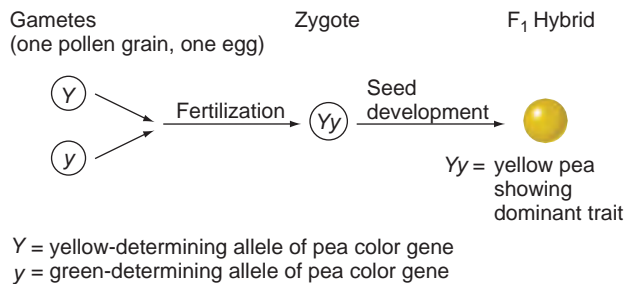 Gametes
(one pollen grain, one egg)
Zygote
F1 Hybrid
Y
y
Fertilization
Yy
Seed
development
Yy = yellow pea
showing
dominant trait
Y = yellow-determining allele of pea color gene
y = green-determining allele of pea color gene